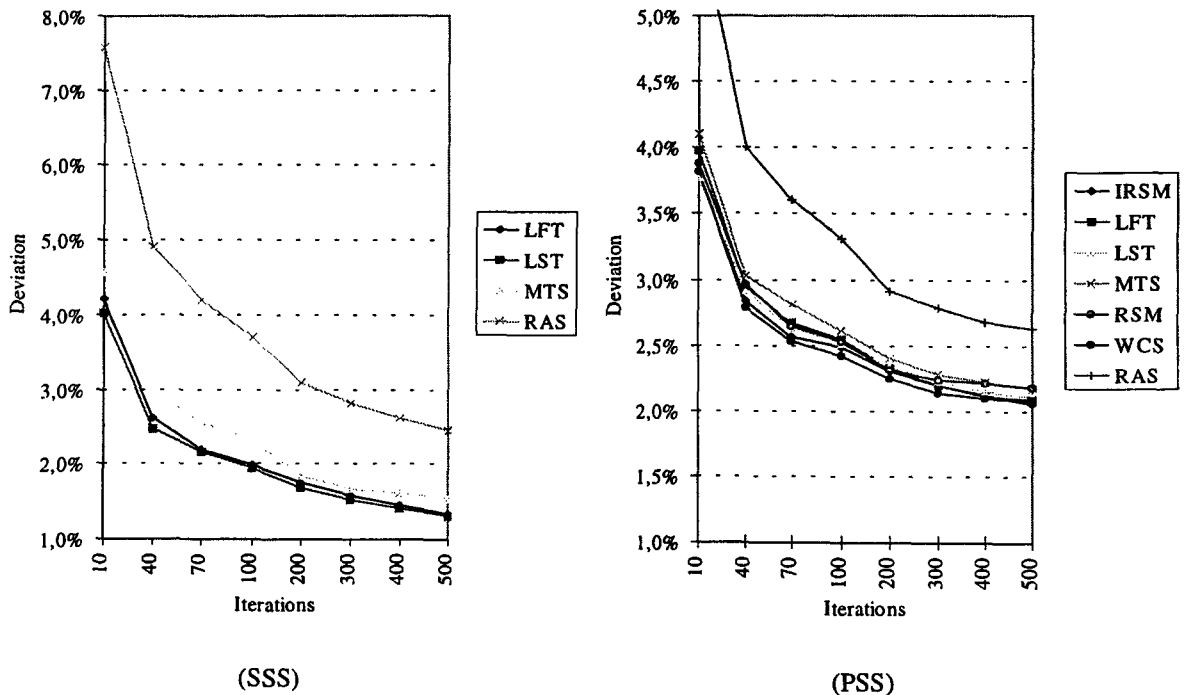 8,0%
7,0%
6,0%
5,0%
4,0%
3,0%
2,0%
1,0%
Deviation
10
40
70
100
200
300
400
500
Iterations
LFT
LST
MTS
RAS
(SSS)
5,0%
4,5%
4,0%
3,5%
3,0%
2,5%
2,0%
1,5%
1,0%
Deviation
10
40
70
100
200
300
400
500
Iterations
IRSM
LFT
LST
MTS
RSM
WCS
RAS
(PSS)